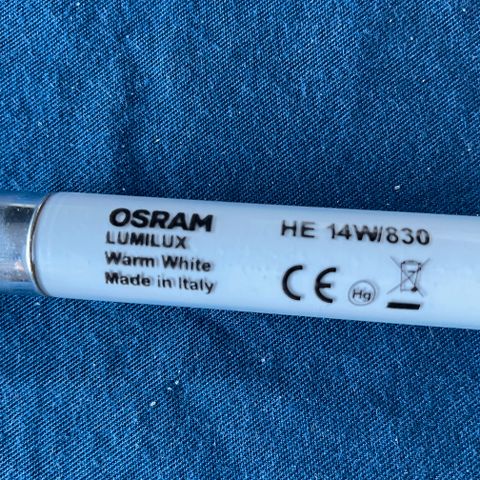 OSRAM
LUMILUX
Warm White
Made in Italy
HE 14W/830
CE Hg